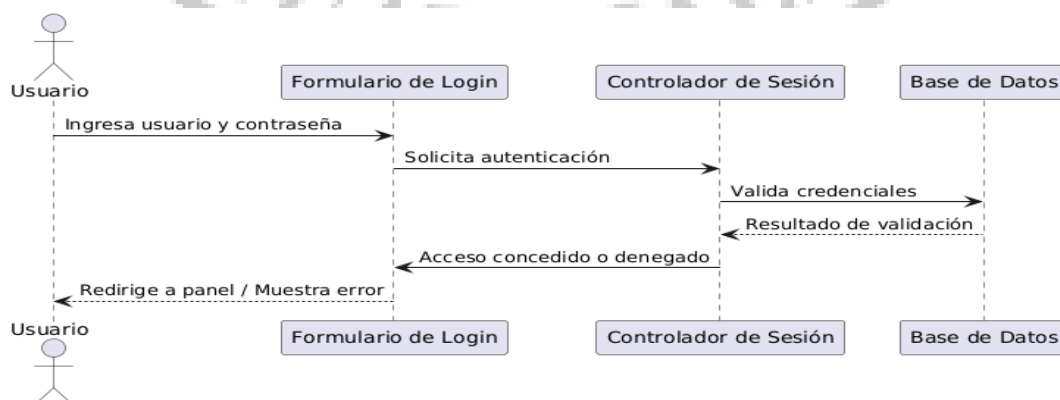 Usuario
Formulario de Login
Controlador de Sesión
Base de Datos
Ingresa usuario y contraseña
Solicita autenticación
Valida credenciales
Resultado de validación
Acceso concedido o denegado
Redirige a panel / Muestra error
Usuario
Formulario de Login
Controlador de Sesión
Base de Datos